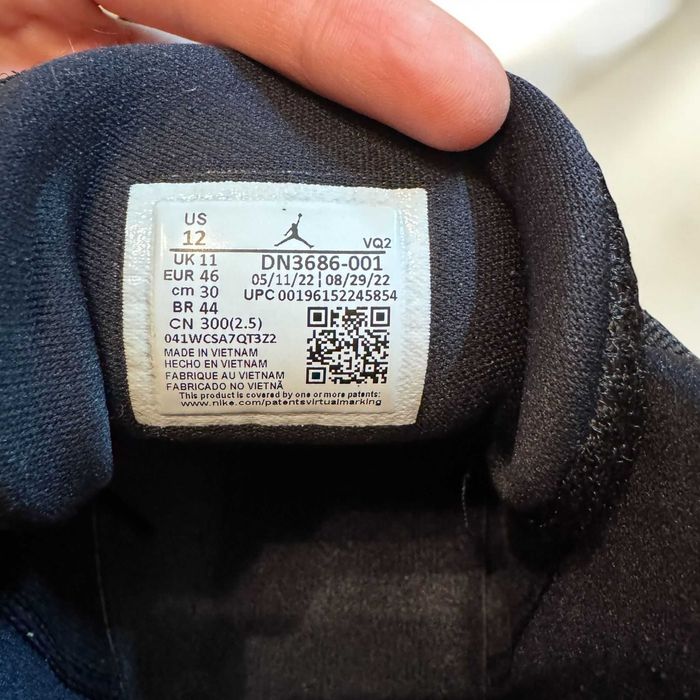 US
12
VQ2
UK 11
EUR 46
cm 30
BR 44
CN 300(2.5)
DN3686-001
05/11/22 | 08/29/22
UPC 00196152245854
041WCSA7QT3Z2
MADE IN VIETNAM
HECHO EN VIETNAM
FABRIQUE AU VIETNAM
FABRICADO NO VIETNÃ
This product is covered by one or more patents:
www.nike.com/patentsvirtualmarking